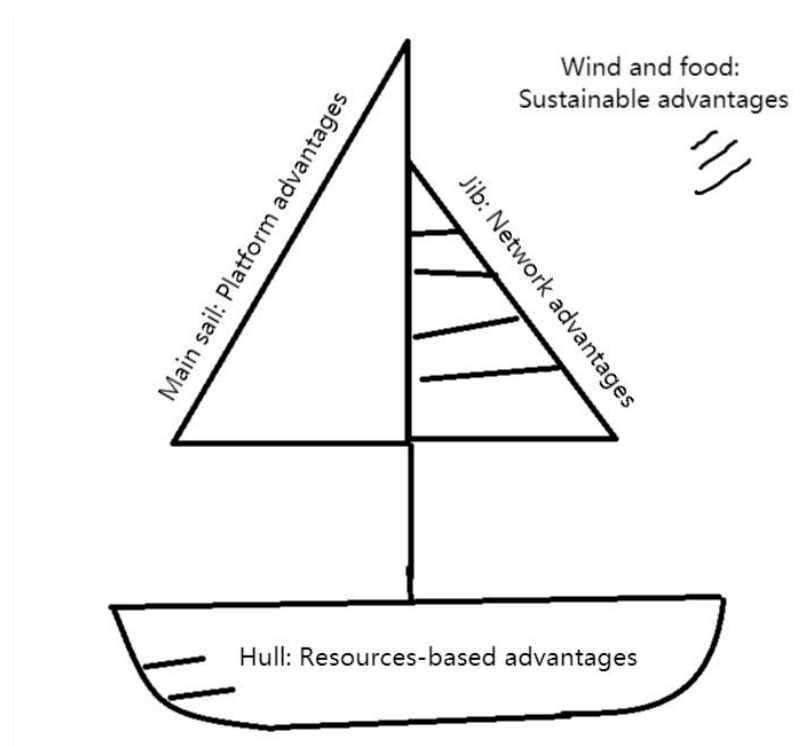 Wind and food:
Sustainable advantages
Main sail: Platform advantages
Jib: Network advantages
Hull: Resources-based advantages